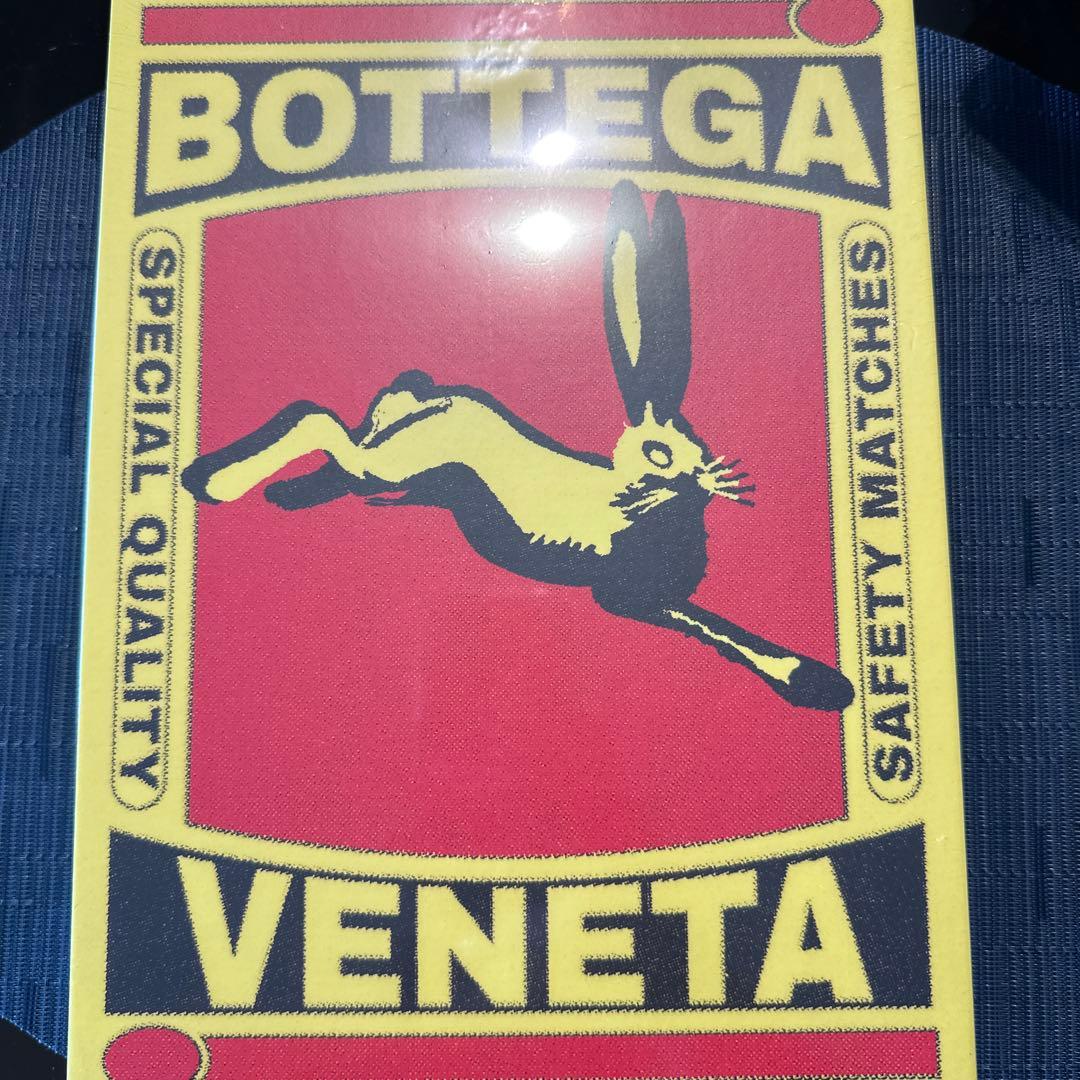 BOTTEGA
SPECIAL QUALITY
SAFETY MATCHES
VENETA